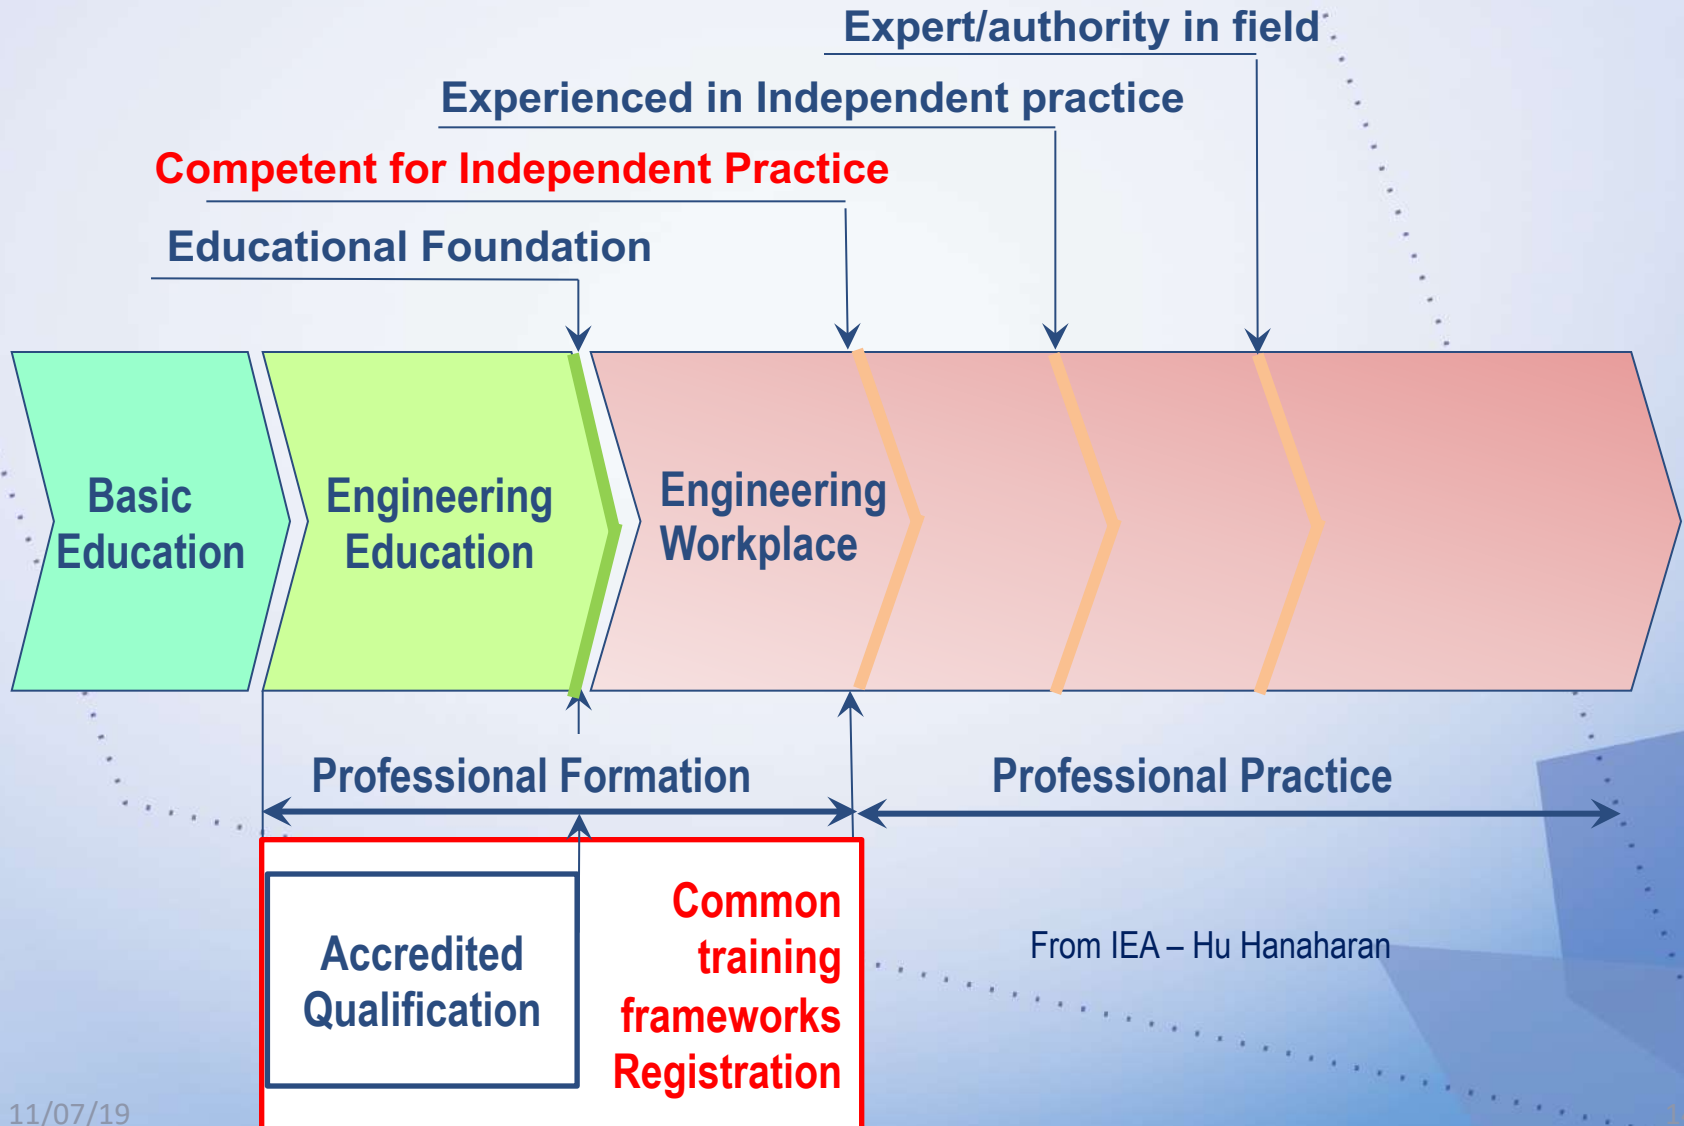 Expert/authority in field
Experienced in Independent practice
Competent for Independent Practice
Educational Foundation
Basic
Education
Engineering
Education
Engineering
Workplace
Professional Formation
Professional Practice
Accredited
Qualification
Common
training
frameworks
Registration
From IEA – Hu Hanaharan
11/07/19